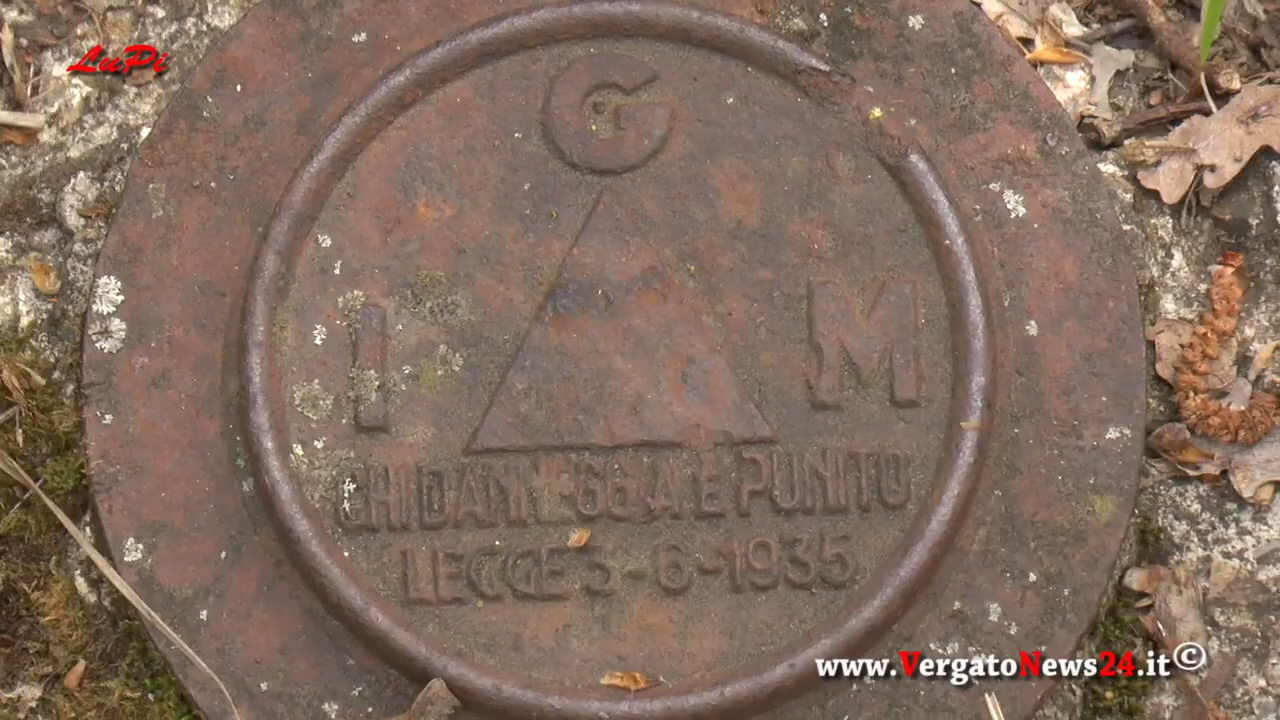 LuPi
G
I M
CHI DANNEGGIA E PUNITO
LEGGE 3-6-1935
www.VergatoNews24.it©